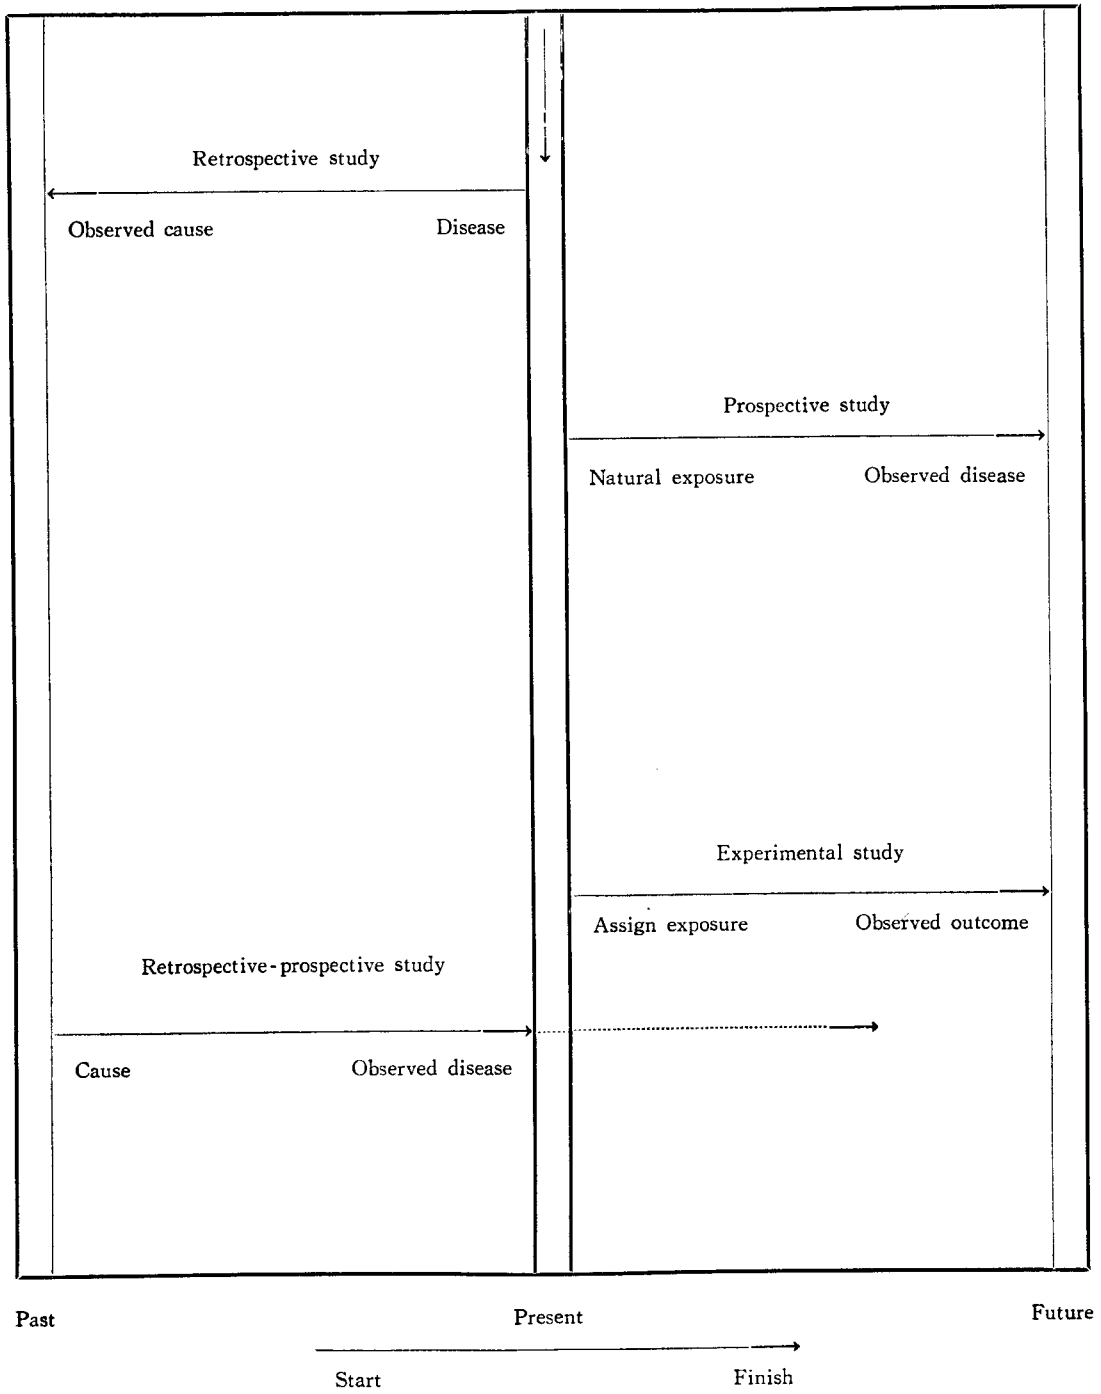 Retrospective study
Observed cause Disease
Prospective study
Natural exposure Observed disease
Experimental study
Assign exposure Observed outcome
Retrospective-prospective study
Cause Observed disease
Past Present Future
Start Finish